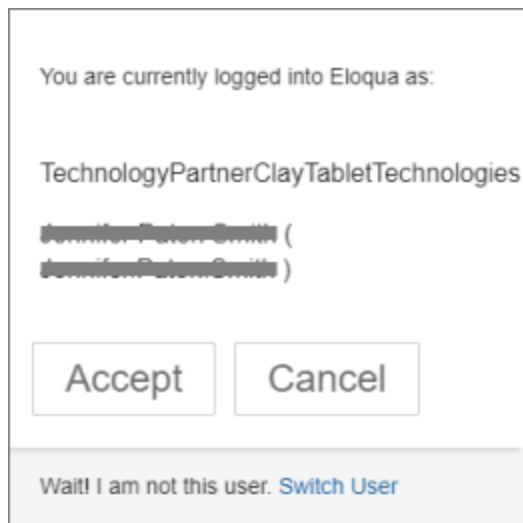 You are currently logged into Eloqua as:
TechnologyPartnerClayTabletTechnologies
(
)
Accept
Cancel
Wait! I am not this user. Switch User